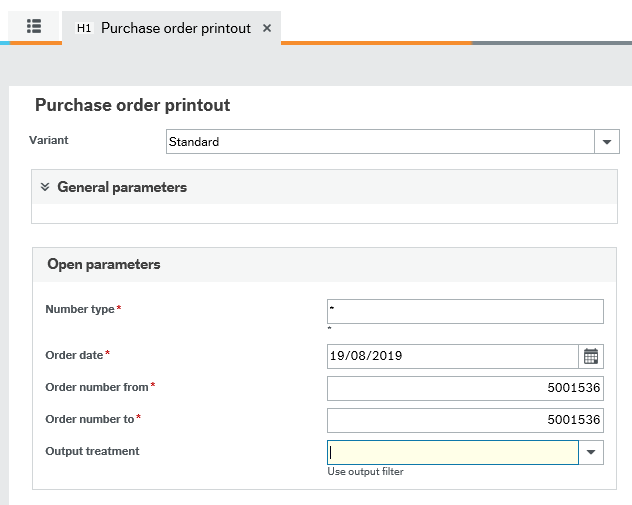 H1 Purchase order printout ×
Purchase order printout
Variant Standard
General parameters
Open parameters
Number type* *
*
Order date* 19/08/2019
Order number from* 5001536
Order number to* 5001536
Output treatment
Use output filter